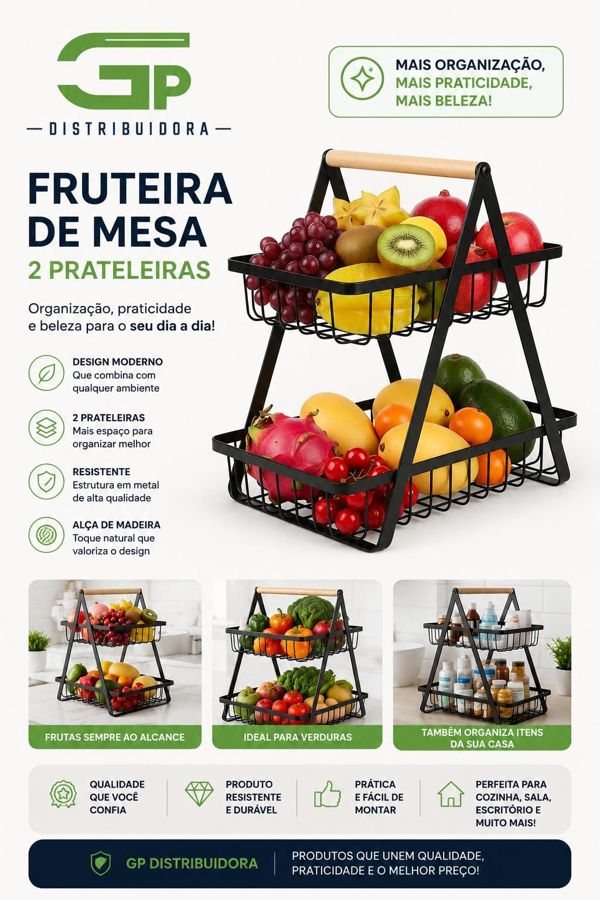 GP
DISTRIBUIDORA
MAIS ORGANIZAÇÃO,
MAIS PRATICIDADE,
MAIS BELEZA!
FRUTEIRA
DE MESA
2 PRATELEIRAS
Organização, praticidade
e beleza para o seu dia a dia!
DESIGN MODERNO
Que combina com
qualquer ambiente
2 PRATELEIRAS
Mais espaço para
organizar melhor
RESISTENTE
Estrutura em metal
de alta qualidade
ALÇA DE MADEIRA
Toque natural que
valoriza o design
FRUTAS SEMPRE AO ALCANCE
IDEAL PARA VERDURAS
TAMBÉM ORGANIZA ITENS
DA SUA CASA
QUALIDADE
QUE VOCÊ
CONFIA
PRODUTO
RESISTENTE
E DURÁVEL
PRÁTICA
E FÁCIL DE
MONTAR
PERFEITA PARA
COZINHA, SALA,
ESCRITÓRIO E
MUITO MAIS!
GP DISTRIBUIDORA
PRODUTOS QUE UNEM QUALIDADE,
PRATICIDADE E O MELHOR PREÇO!